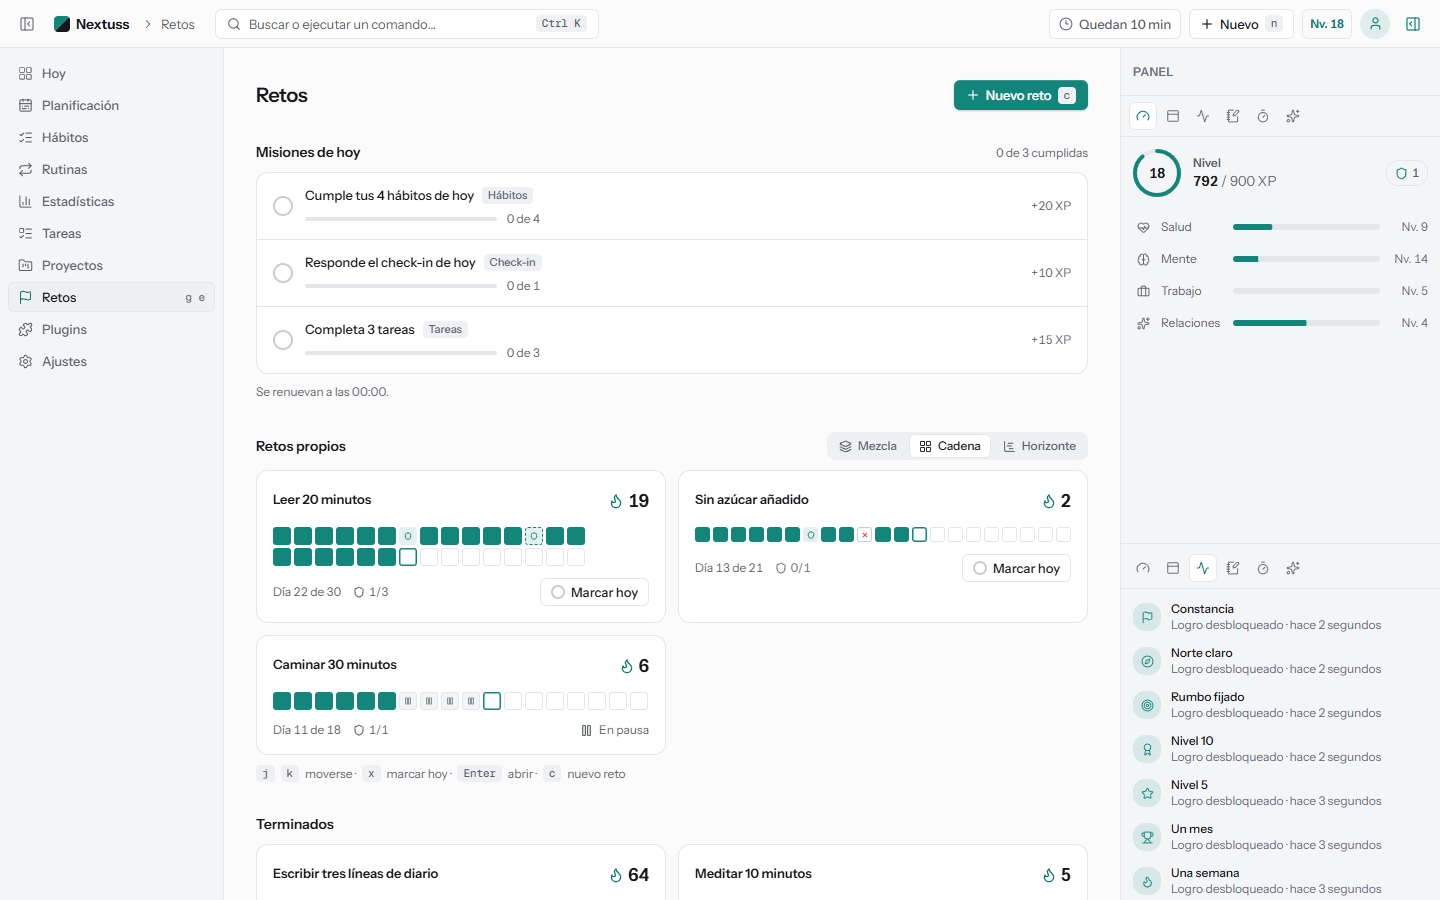 Nextuss
Retos
Buscar o ejecutar un comando...
Ctrl K
Quedan 10 min
Nuevo
n
Nv. 18
Hoy
Planificación
Hábitos
Rutinas
Estadísticas
Tareas
Proyectos
Retos
g e
Plugins
Ajustes
Retos
Nuevo reto
c
Misiones de hoy
0 de 3 cumplidas
Cumple tus 4 hábitos de hoy
Hábitos
0 de 4
+20 XP
Responde el check-in de hoy
Check-in
0 de 1
+10 XP
Completa 3 tareas
Tareas
0 de 3
+15 XP
Se renuevan a las 00:00.
Retos propios
Mezcla
Cadena
Horizonte
Leer 20 minutos
19
Día 22 de 30
1/3
Marcar hoy
Sin azúcar añadido
2
Día 13 de 21
0/1
Marcar hoy
Caminar 30 minutos
6
Día 11 de 18
1/1
En pausa
j k moverse · x marcar hoy · Enter abrir · c nuevo reto
Terminados
Escribir tres líneas de diario
64
Meditar 10 minutos
5
PANEL
18
Nivel
792 / 900 XP
1
Salud
Nv. 9
Mente
Nv. 14
Trabajo
Nv. 5
Relaciones
Nv. 4
Constancia
Logro desbloqueado · hace 2 segundos
Norte claro
Logro desbloqueado · hace 2 segundos
Rumbo fijado
Logro desbloqueado · hace 2 segundos
Nivel 10
Logro desbloqueado · hace 2 segundos
Nivel 5
Logro desbloqueado · hace 3 segundos
Un mes
Logro desbloqueado · hace 3 segundos
Una semana
Logro desbloqueado · hace 3 segundos